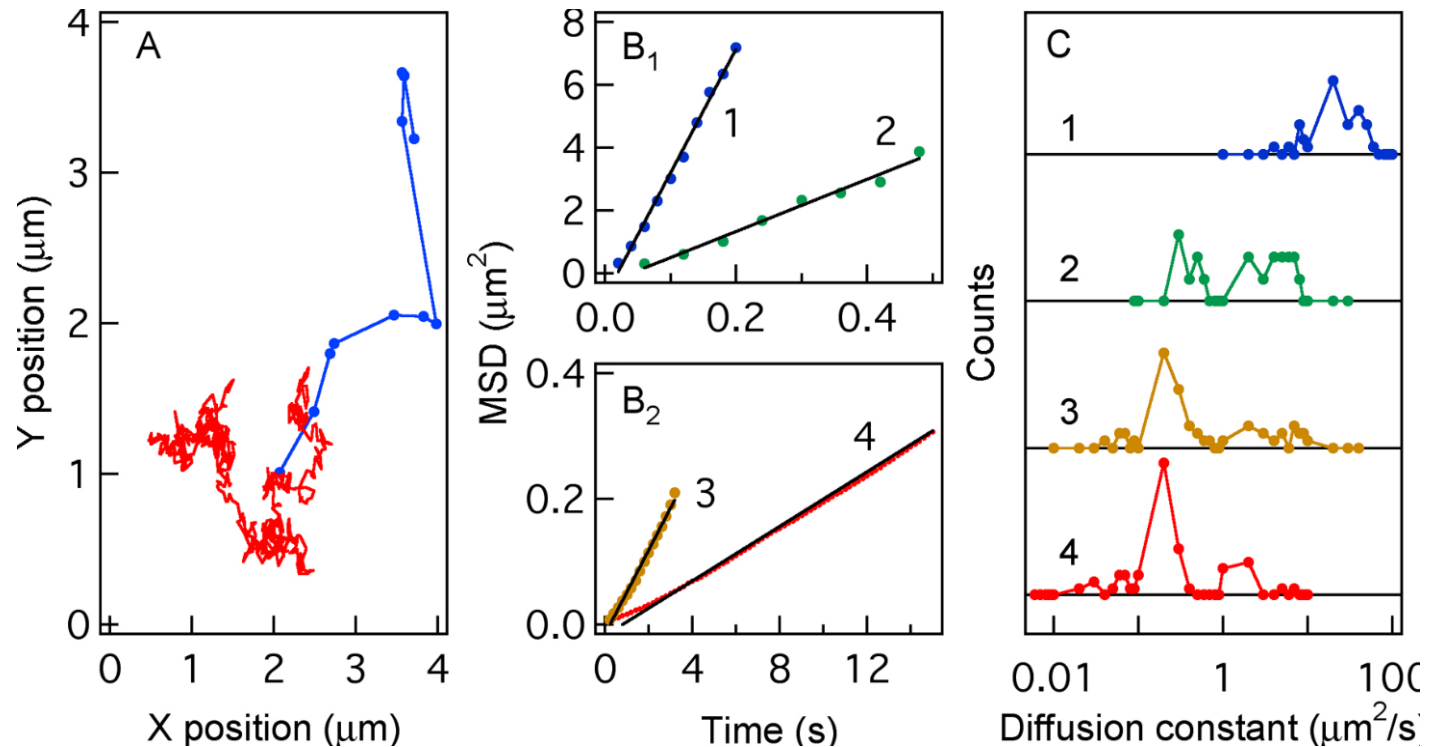 A
4
3
2
1
0
Y position (μm)
0 1 2 3 4
X position (μm)
B1
8
6
4
2
0
1
2
0.0 0.2 0.4
MSD (μm²)
B2
0.4
0.2
0.0
3
4
0 4 8 12
Time (s)
C
1
2
3
4
Counts
0.01 1 100
Diffusion constant (μm²/s)